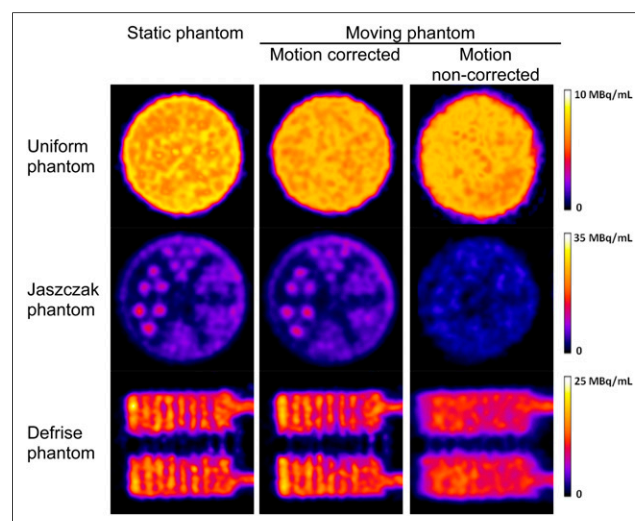 Static phantom
Moving phantom
Motion corrected
Motion
non-corrected
Uniform
phantom
10 MBq/mL
0
Jaszczak
phantom
35 MBq/mL
0
Defrise
phantom
25 MBq/mL
0